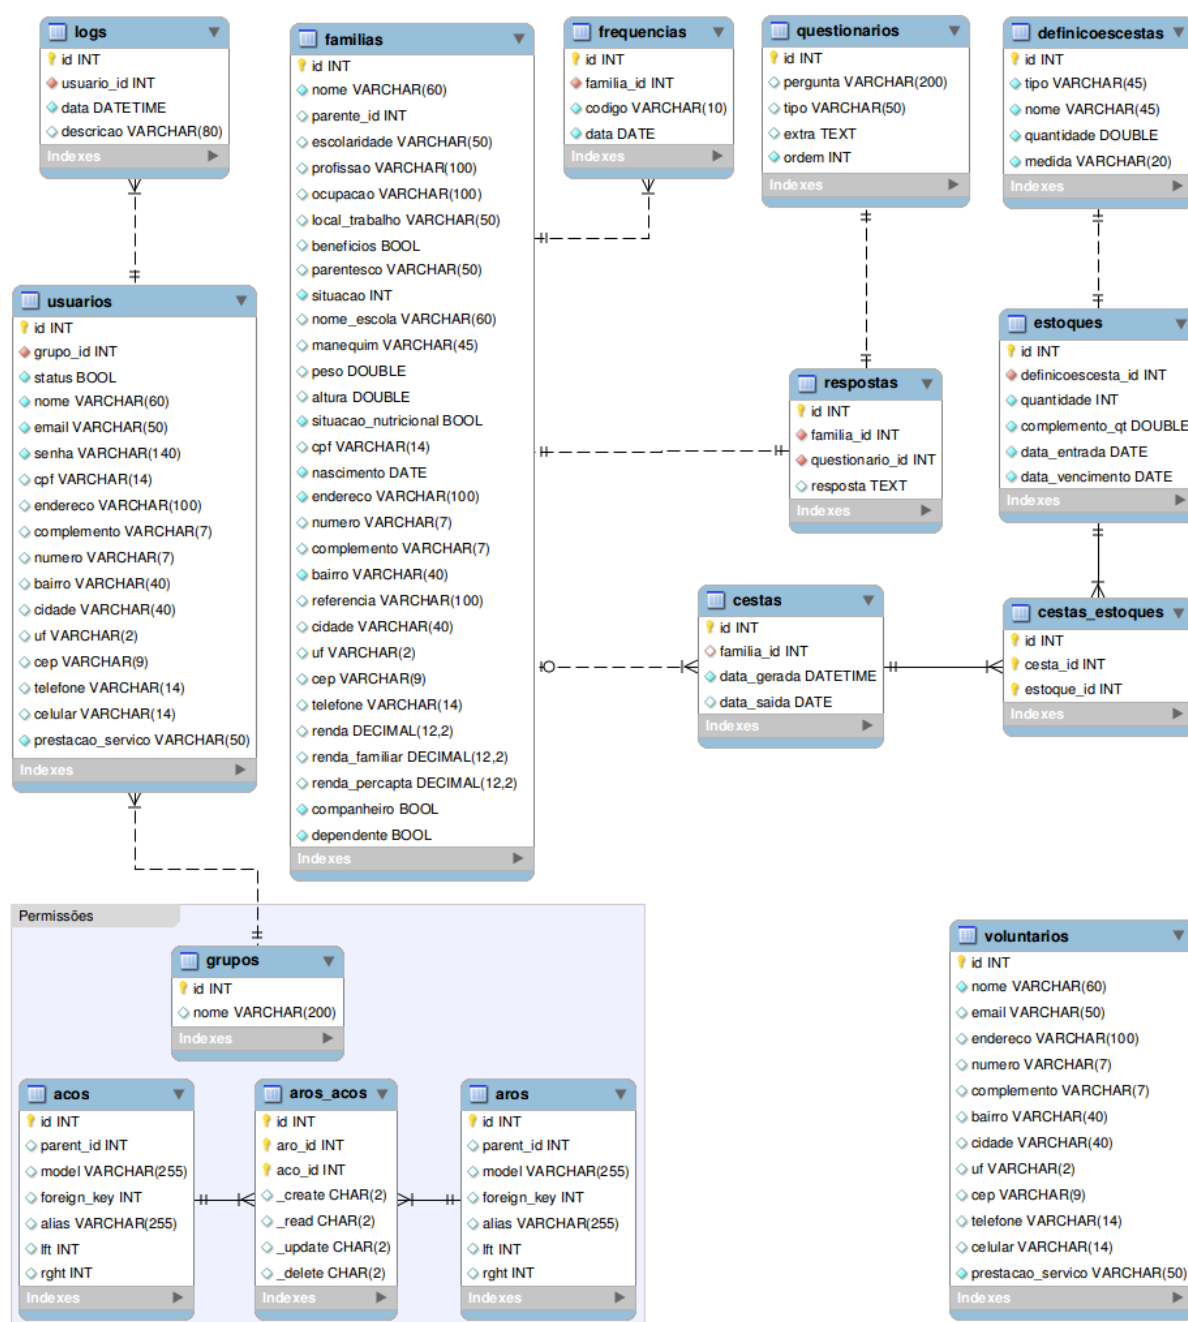 logs
id INT
usuario_id INT
data DATETIME
descricao VARCHAR(80)
Indexes
usuarios
id INT
grupo_id INT
status BOOL
nome VARCHAR(60)
email VARCHAR(50)
senha VARCHAR(140)
cpf VARCHAR(14)
endereco VARCHAR(100)
complemento VARCHAR(7)
numero VARCHAR(7)
bairro VARCHAR(40)
cidade VARCHAR(40)
uf VARCHAR(2)
cep VARCHAR(9)
telefone VARCHAR(14)
celular VARCHAR(14)
prestacao_servico VARCHAR(50)
Indexes
familias
id INT
nome VARCHAR(60)
parente_id INT
escolaridade VARCHAR(50)
profissao VARCHAR(100)
ocupacao VARCHAR(100)
local_trabalho VARCHAR(50)
beneficios BOOL
parentesco VARCHAR(50)
situacao INT
nome_escola VARCHAR(60)
manequim VARCHAR(45)
peso DOUBLE
altura DOUBLE
situacao_nutricional BOOL
cpf VARCHAR(14)
nascimento DATE
endereco VARCHAR(100)
numero VARCHAR(7)
complemento VARCHAR(7)
bairro VARCHAR(40)
referencia VARCHAR(100)
cidade VARCHAR(40)
uf VARCHAR(2)
cep VARCHAR(9)
telefone VARCHAR(14)
renda DECIMAL(12,2)
renda_familiar DECIMAL(12,2)
renda_percapta DECIMAL(12,2)
companheiro BOOL
dependente BOOL
Indexes
frequencias
id INT
familia_id INT
codigo VARCHAR(10)
data DATE
Indexes
questionarios
id INT
pergunta VARCHAR(200)
tipo VARCHAR(50)
extra TEXT
ordem INT
Indexes
definicoescestas
id INT
tipo VARCHAR(45)
nome VARCHAR(45)
quantidade DOUBLE
medida VARCHAR(20)
Indexes
respostas
id INT
familia_id INT
questionario_id INT
resposta TEXT
Indexes
estoques
id INT
definicoescesta_id INT
quantidade INT
complemento_qt DOUBLE
data_entrada DATE
data_vencimento DATE
Indexes
cestas
id INT
familia_id INT
data_gerada DATETIME
data_saida DATE
Indexes
cestas_estoques
id INT
cesta_id INT
estoque_id INT
Indexes
Permissões
grupos
id INT
nome VARCHAR(200)
Indexes
acos
id INT
parent_id INT
model VARCHAR(255)
foreign_key INT
alias VARCHAR(255)
lft INT
rght INT
Indexes
aros_acos
id INT
aro_id INT
aco_id INT
_create CHAR(2)
_read CHAR(2)
_update CHAR(2)
_delete CHAR(2)
Indexes
aros
id INT
parent_id INT
model VARCHAR(255)
foreign_key INT
alias VARCHAR(255)
lft INT
rght INT
Indexes
voluntarios
id INT
nome VARCHAR(60)
email VARCHAR(50)
endereco VARCHAR(100)
numero VARCHAR(7)
complemento VARCHAR(7)
bairro VARCHAR(40)
cidade VARCHAR(40)
uf VARCHAR(2)
cep VARCHAR(9)
telefone VARCHAR(14)
celular VARCHAR(14)
prestacao_servico VARCHAR(50)
Indexes